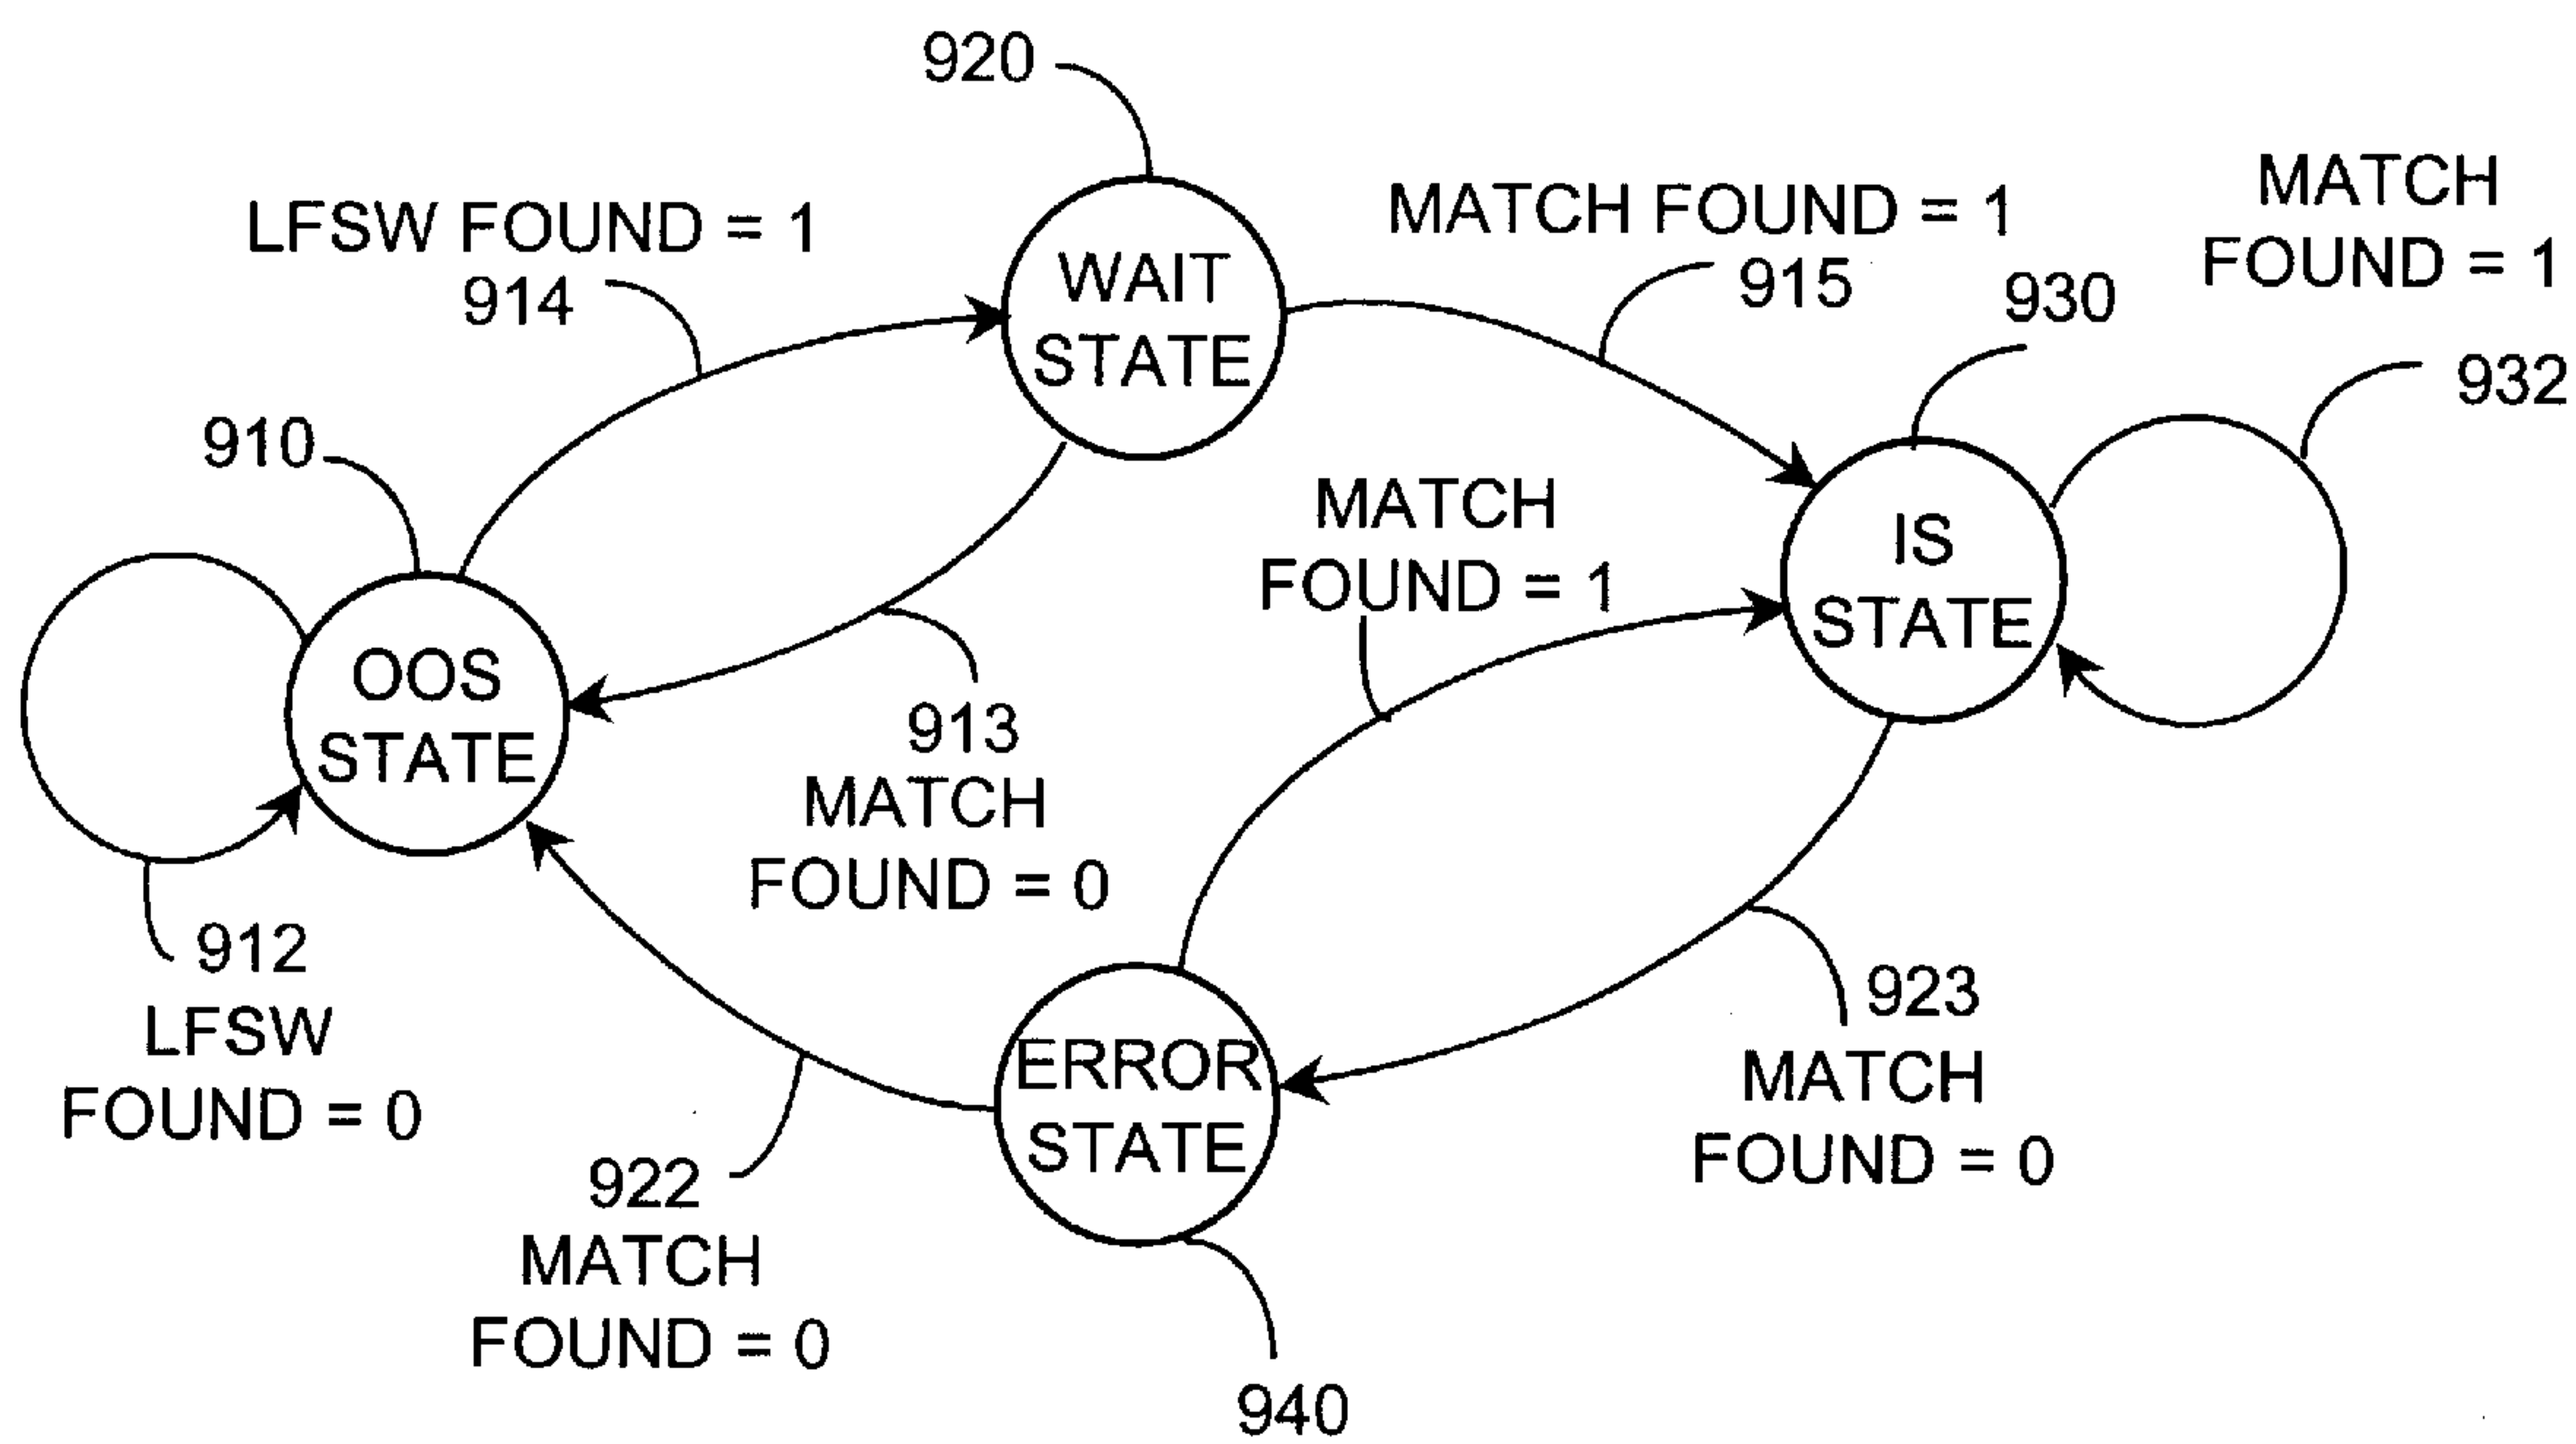 920
LFSW FOUND = 1
914
WAIT
STATE
MATCH FOUND = 1
915
930
MATCH
FOUND = 1
932
910
OOS
STATE
MATCH
FOUND = 1
IS
STATE
913
MATCH
FOUND = 0
912
LFSW
FOUND = 0
922
MATCH
FOUND = 0
ERROR
STATE
923
MATCH
FOUND = 0
940